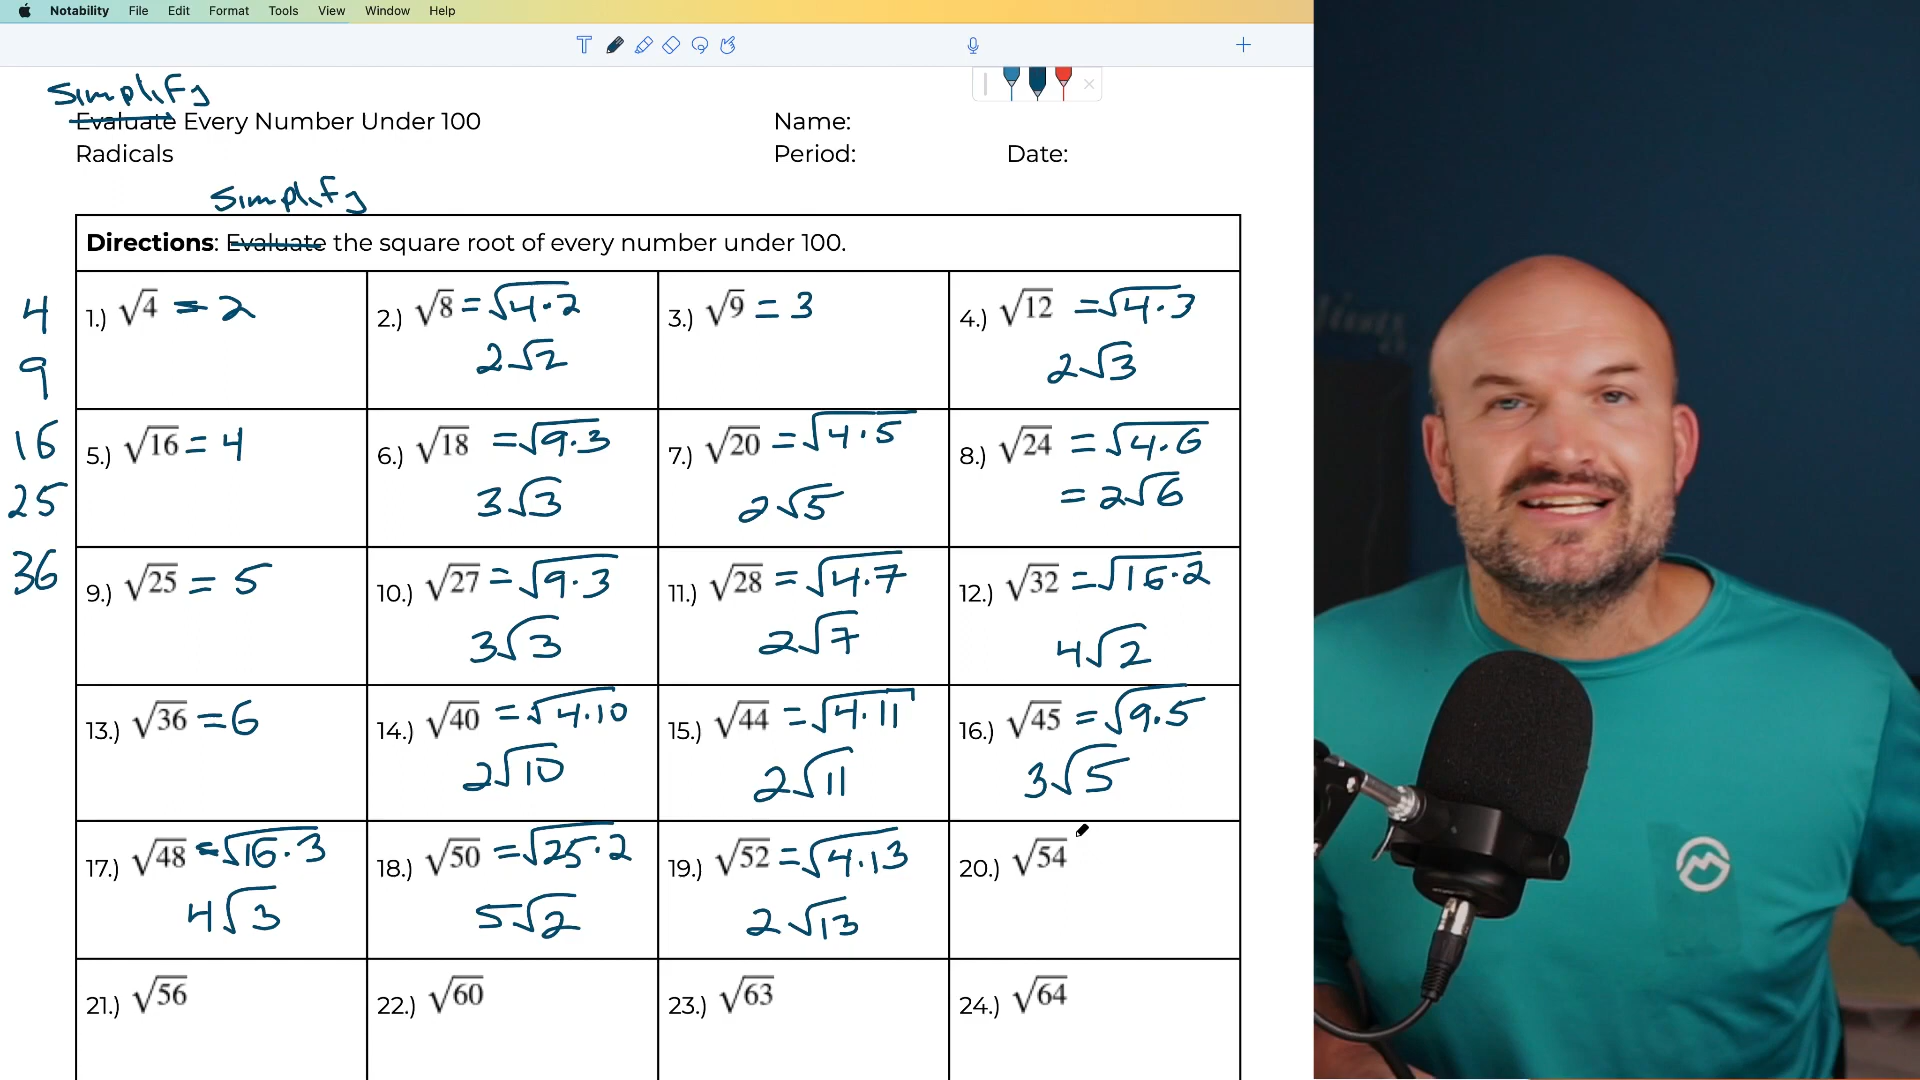 Notability File Edit Format Tools View Window Help
T
Simplify
Evaluate Every Number Under 100
Radicals
Name:
Period:
Date:
Simplify
Directions: Evaluate the square root of every number under 100.
4
9
16
25
36
1.) √4 = 2
2.) √8 = √4·2
2√2
3.) √9 = 3
4.) √12 = √4·3
2√3
5.) √16 = 4
6.) √18 = √9·3
3√3
7.) √20 = √4·5
2√5
8.) √24 = √4·6
= 2√6
9.) √25 = 5
10.) √27 = √9·3
3√3
11.) √28 = √4·7
2√7
12.) √32 = √16·2
4√2
13.) √36 = 6
14.) √40 = √4·10
2√10
15.) √44 = √4·11
2√11
16.) √45 = √9·5
3√5
17.) √48 = √16·3
4√3
18.) √50 = √25·2
5√2
19.) √52 = √4·13
2√13
20.) √54
21.) √56
22.) √60
23.) √63
24.) √64